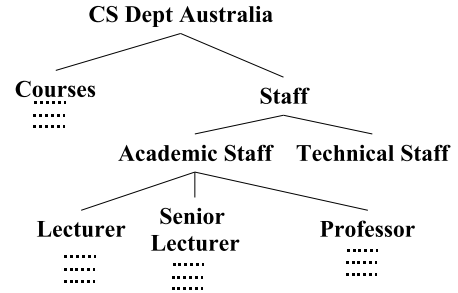 CS Dept Australia
Courses
Staff
Academic Staff
Technical Staff
Lecturer
Senior
Lecturer
Professor